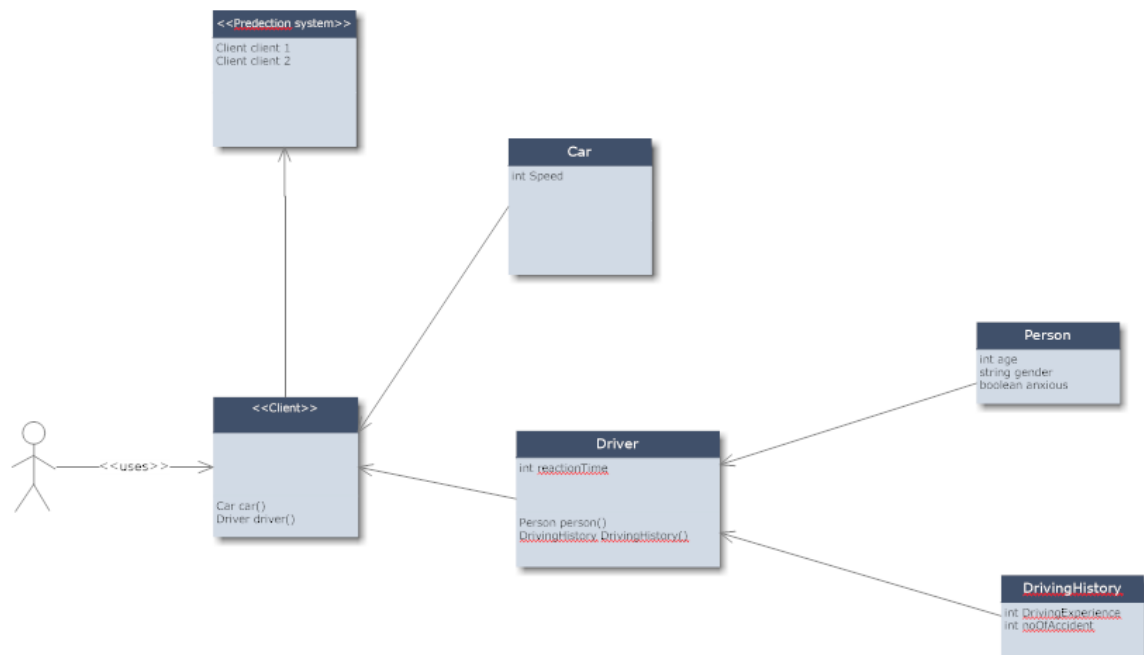 <<Predection system>>
Client client 1
Client client 2
Car
int Speed
Person
int age
string gender
boolean anxious
<<Client>>
Car car()
Driver driver()
<<uses>>
Driver
int reactionTime
Person person()
DrivingHistory DrivingHistory()
DrivingHistory
int DrivingExperience
int noOfAccident